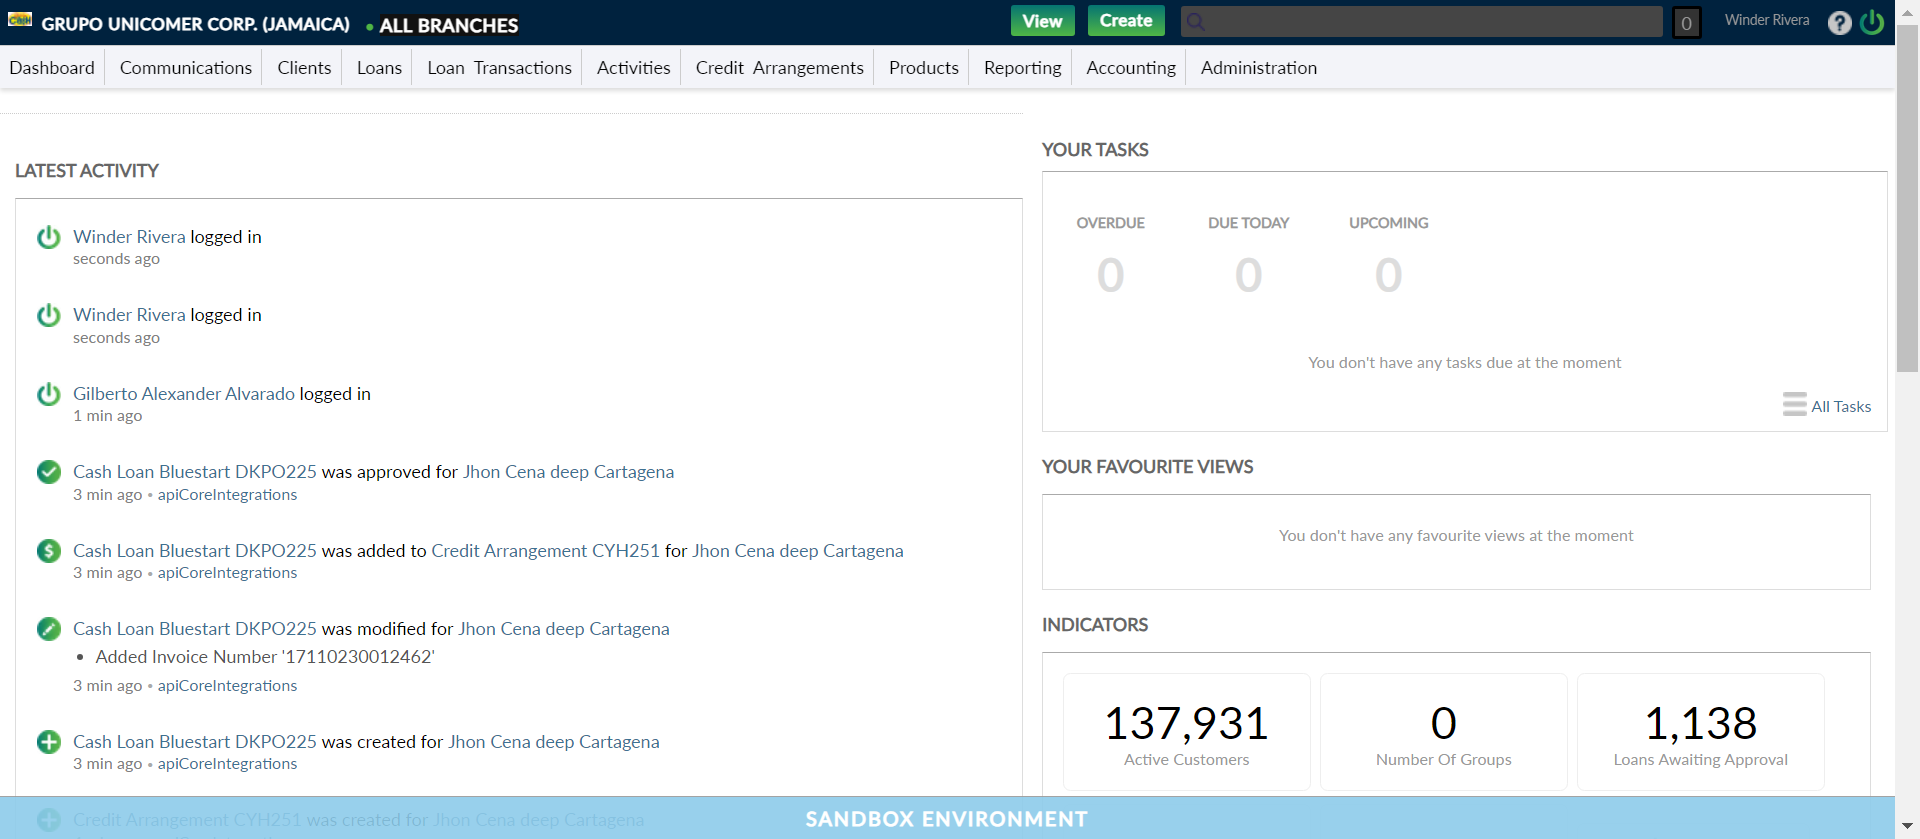 Cash GRUPO UNICOMER CORP. (JAMAICA) • ALL BRANCHES View Create 0 Winder Rivera ?
Dashboard Communications Clients Loans Loan Transactions Activities Credit Arrangements Products Reporting Accounting Administration
LATEST ACTIVITY
Winder Rivera logged in
seconds ago
Winder Rivera logged in
seconds ago
Gilberto Alexander Alvarado logged in
1 min ago
Cash Loan Bluestart DKPO225 was approved for Jhon Cena deep Cartagena
3 min ago • apiCoreIntegrations
Cash Loan Bluestart DKPO225 was added to Credit Arrangement CYH251 for Jhon Cena deep Cartagena
3 min ago • apiCoreIntegrations
Cash Loan Bluestart DKPO225 was modified for Jhon Cena deep Cartagena
• Added Invoice Number '17110230012462'
3 min ago • apiCoreIntegrations
Cash Loan Bluestart DKPO225 was created for Jhon Cena deep Cartagena
3 min ago • apiCoreIntegrations
Credit Arrangement CYH251 was created for Jhon Cena deep Cartagena
YOUR TASKS
OVERDUE DUE TODAY UPCOMING
0 0 0
You don't have any tasks due at the moment
All Tasks
YOUR FAVOURITE VIEWS
You don't have any favourite views at the moment
INDICATORS
137,931 0 1,138
Active Customers Number Of Groups Loans Awaiting Approval
SANDBOX ENVIRONMENT